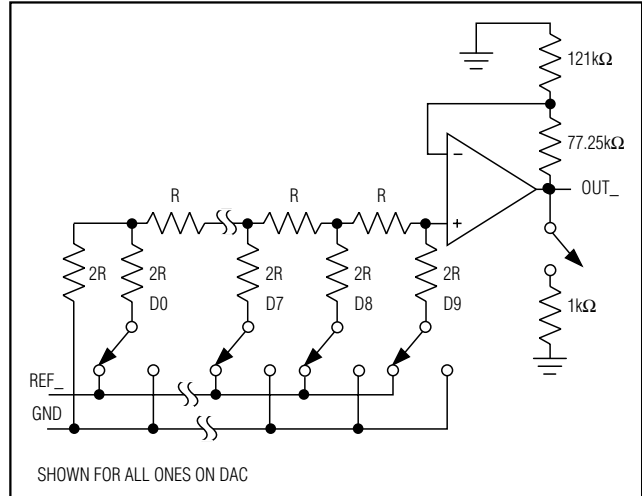 121kΩ
77.25kΩ
OUT_
R
R
R
−
+
2R
2R
2R
2R
2R
D0
D7
D8
D9
1kΩ
REF_
GND
SHOWN FOR ALL ONES ON DAC